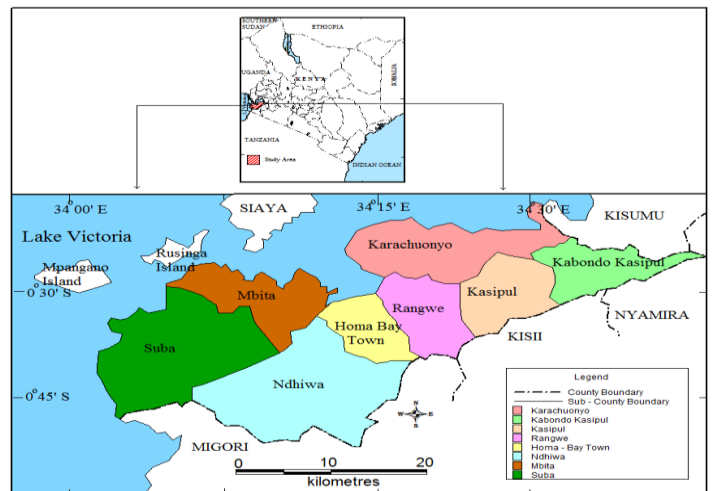 SOUTHERN
SUDAN
ETHIOPIA
UGANDA
KENYA
TANZANIA
Study Area
INDIAN OCEAN
34°00' E
34°15' E
34°30' E
SIAYA
KISUMU
Lake Victoria
Rusinga
Island
Karachuonyo
Kabondo Kasipul
Mpangano
Island
0°30' S
Mbita
Kasipul
Rangwe
NYAMIRA
Homa Bay
Town
KISII
Suba
Ndhiwa
0°45' S
MIGORI
N
W
E
S
0
10
20
kilometres
Legend
County Boundary
Sub - County Boundary
Karachuonyo
Kabondo Kasipul
Kasipul
Rangwe
Homa - Bay Town
Ndhiwa
Mbita
Suba